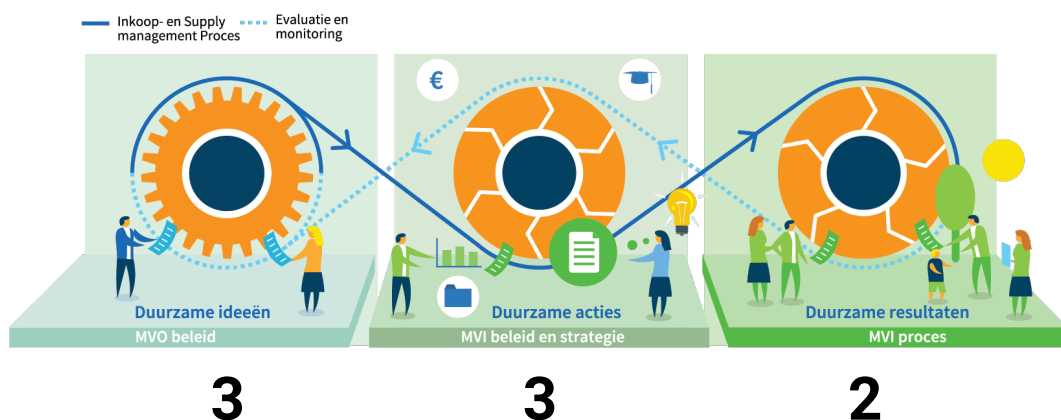 Inkoop- en Supply
management Proces
Evaluatie en
monitoring
€
Duurzame ideeën
Duurzame acties
Duurzame resultaten
MVO beleid
MVI beleid en strategie
MVI proces
3
3
2